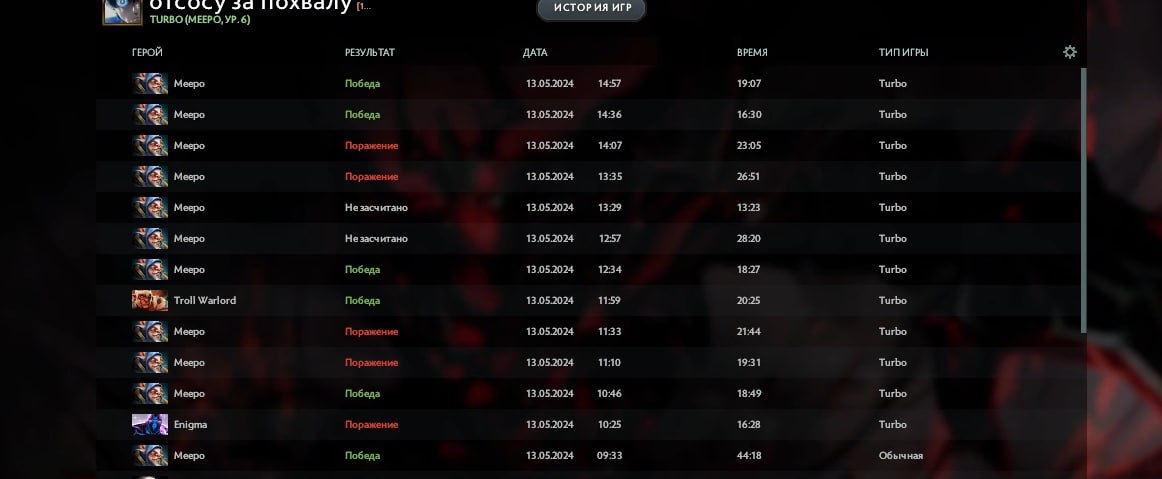 отсосу за похвалу [1...
TURBO (МЕЕРО, УР. 6)
ИСТОРИЯ ИГР
ГЕРОЙ РЕЗУЛЬТАТ ДАТА ВРЕМЯ ТИП ИГРЫ
Meepo Победа 13.05.2024 14:57 19:07 Turbo
Meepo Победа 13.05.2024 14:36 16:30 Turbo
Meepo Поражение 13.05.2024 14:07 23:05 Turbo
Meepo Поражение 13.05.2024 13:35 26:51 Turbo
Meepo Не засчитано 13.05.2024 13:29 13:23 Turbo
Meepo Не засчитано 13.05.2024 12:57 28:20 Turbo
Meepo Победа 13.05.2024 12:34 18:27 Turbo
Troll Warlord Победа 13.05.2024 11:59 20:25 Turbo
Meepo Поражение 13.05.2024 11:33 21:44 Turbo
Meepo Поражение 13.05.2024 11:10 19:31 Turbo
Meepo Победа 13.05.2024 10:46 18:49 Turbo
Enigma Поражение 13.05.2024 10:25 16:28 Turbo
Meepo Победа 13.05.2024 09:33 44:18 Обычная